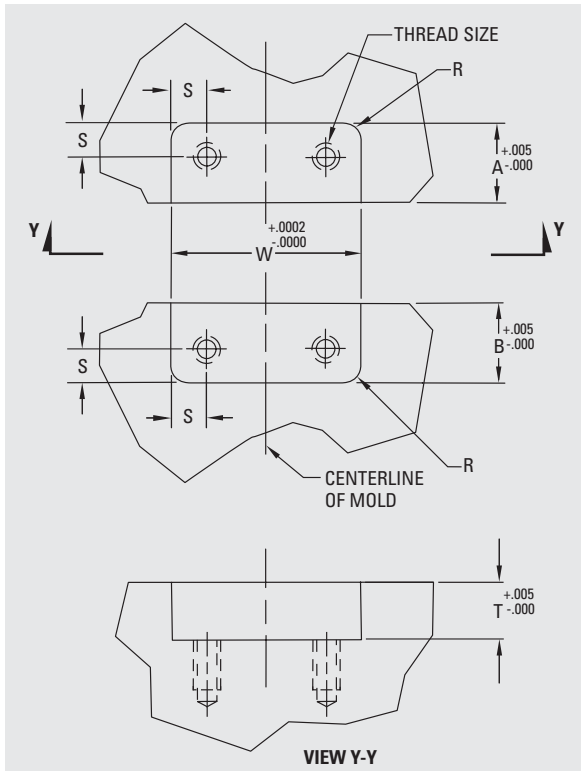 THREAD SIZE
R
S
S
A +.005 -.000
Y
Y
W +.0002 -.0000
S
B +.005 -.000
S
R
CENTERLINE
OF MOLD
T +.005 -.000
VIEW Y-Y